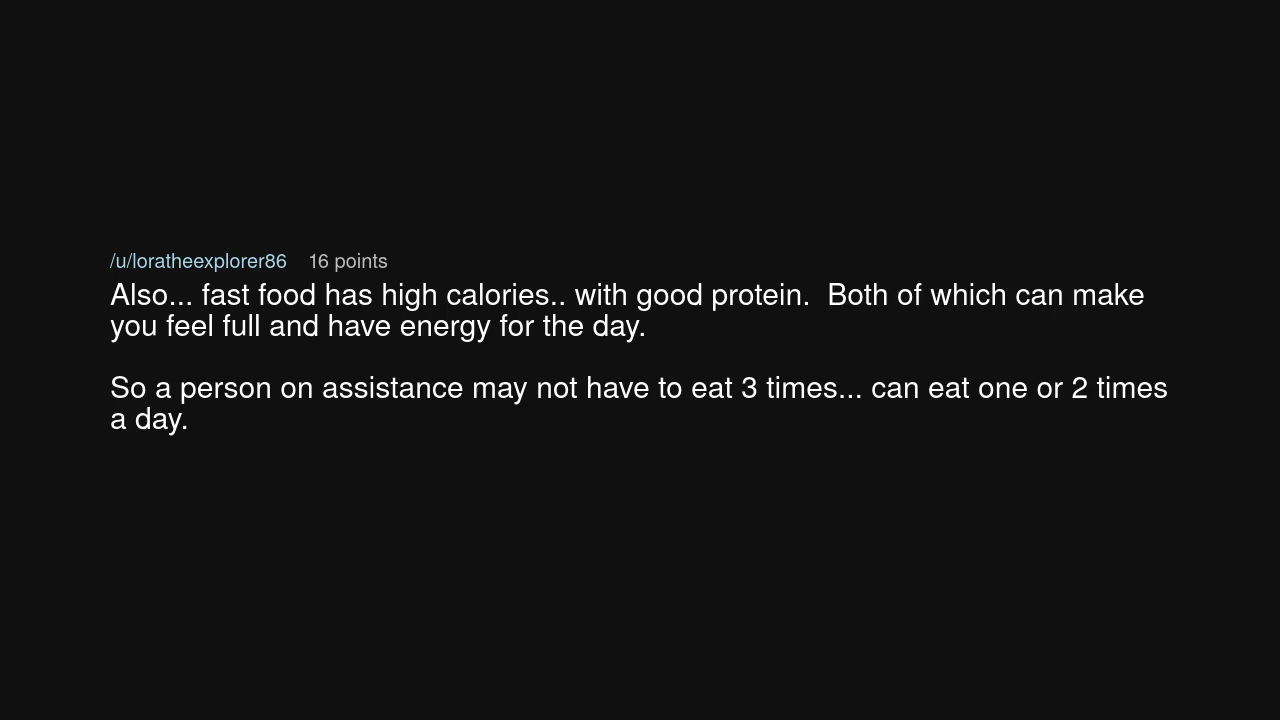 /u/loratheexplorer86 16 points
Also... fast food has high calories.. with good protein.  Both of which can make
you feel full and have energy for the day.
So a person on assistance may not have to eat 3 times... can eat one or 2 times
a day.